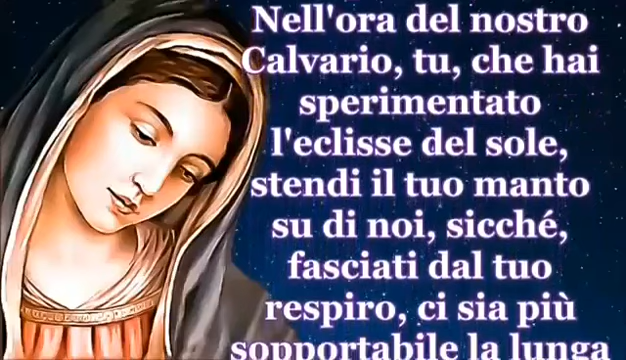 Nell'ora del nostro
Calvario, tu, che hai
sperimentato
l'eclisse del sole,
stendi il tuo manto
su di noi, sicché,
fasciati dal tuo
respiro, ci sia più
sopportabile la lunga